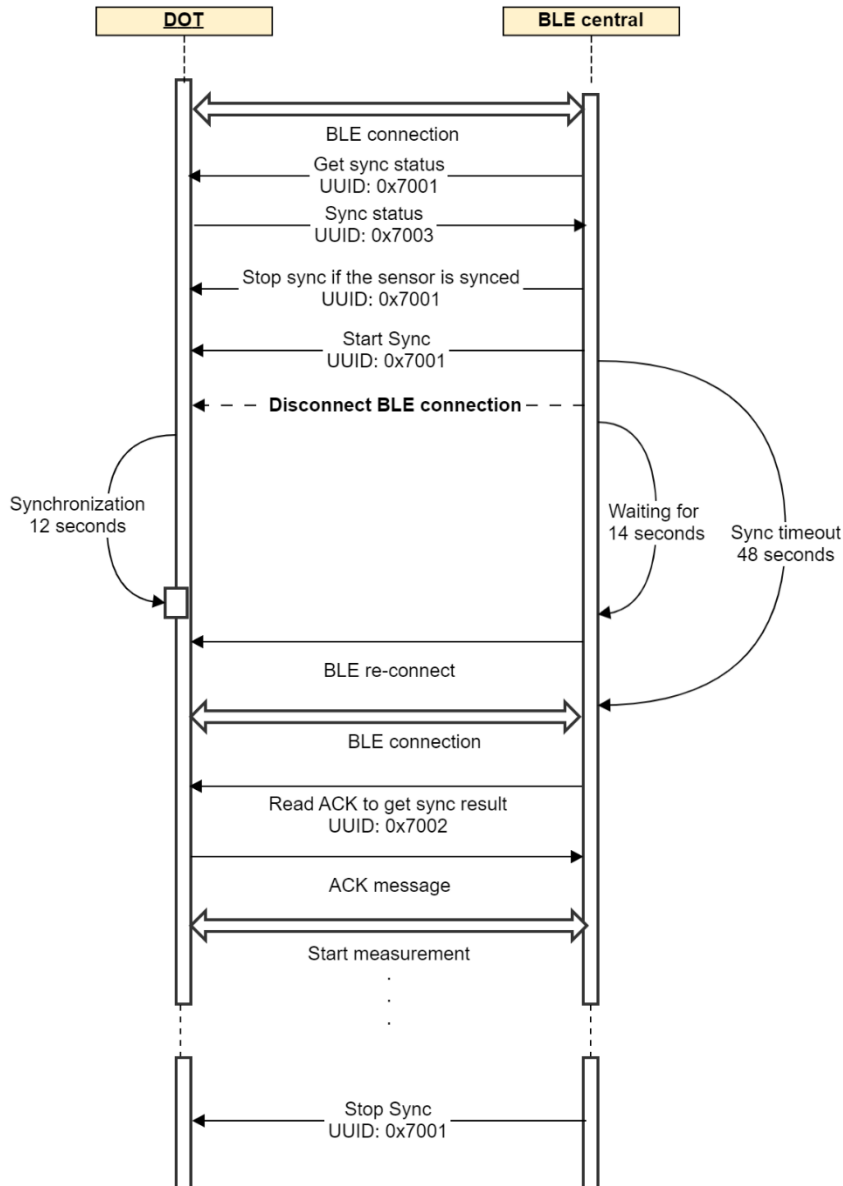 DOT
BLE central
BLE connection
Get sync status
UUID: 0x7001
Sync status
UUID: 0x7003
Stop sync if the sensor is synced
UUID: 0x7001
Start Sync
UUID: 0x7001
Disconnect BLE connection
Synchronization
12 seconds
Waiting for
14 seconds
Sync timeout
48 seconds
BLE re-connect
BLE connection
Read ACK to get sync result
UUID: 0x7002
ACK message
Start measurement
.
.
.
Stop Sync
UUID: 0x7001